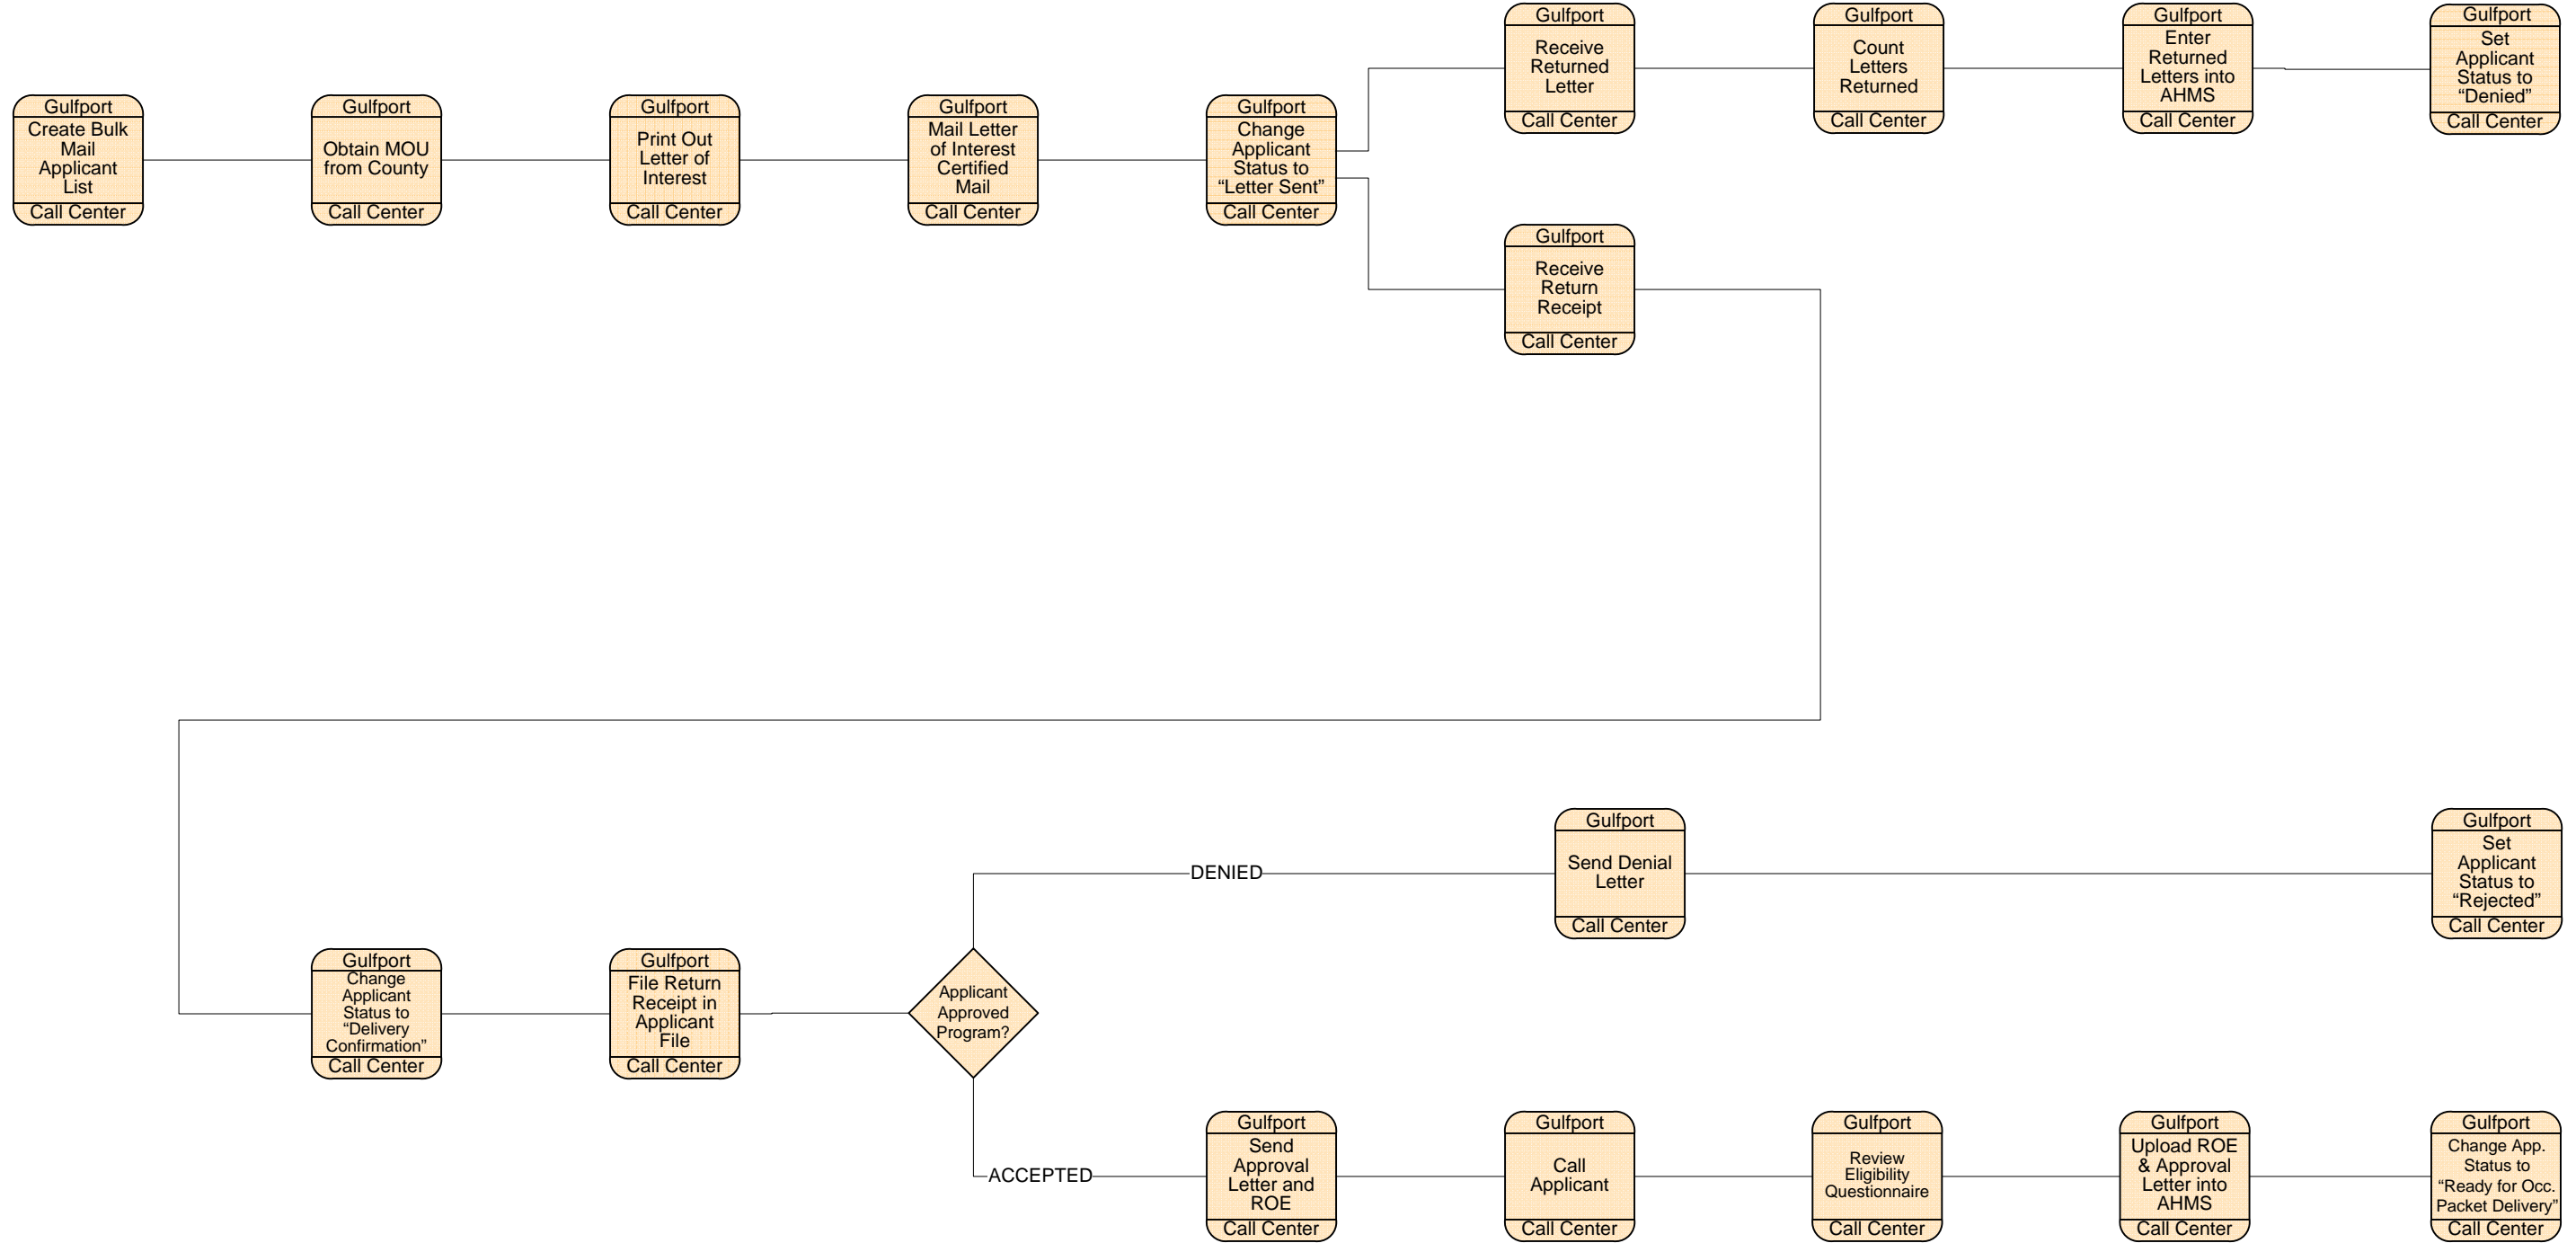 Gulfport
Create Bulk
Mail
Applicant
List
Call Center
Gulfport
Obtain MOU
from County
Call Center
Gulfport
Print Out
Letter of
Interest
Call Center
Gulfport
Mail Letter
of Interest
Certified
Mail
Call Center
Gulfport
Change
Applicant
Status to
“Letter Sent”
Call Center
Gulfport
Receive
Returned
Letter
Call Center
Gulfport
Count
Letters
Returned
Call Center
Gulfport
Enter
Returned
Letters into
AHMS
Call Center
Gulfport
Set
Applicant
Status to
“Denied”
Call Center
Gulfport
Receive
Return
Receipt
Call Center
Gulfport
Change
Applicant
Status to
“Delivery
Confirmation”
Call Center
Gulfport
File Return
Receipt in
Applicant
File
Call Center
Applicant
Approved
Program?
DENIED
Gulfport
Send Denial
Letter
Call Center
Gulfport
Set
Applicant
Status to
“Rejected”
Call Center
ACCEPTED
Gulfport
Send
Approval
Letter and
ROE
Call Center
Gulfport
Call
Applicant
Call Center
Gulfport
Review
Eligibility
Questionnaire
Call Center
Gulfport
Upload ROE
& Approval
Letter into
AHMS
Call Center
Gulfport
Change App.
Status to
“Ready for Occ.
Packet Delivery”
Call Center